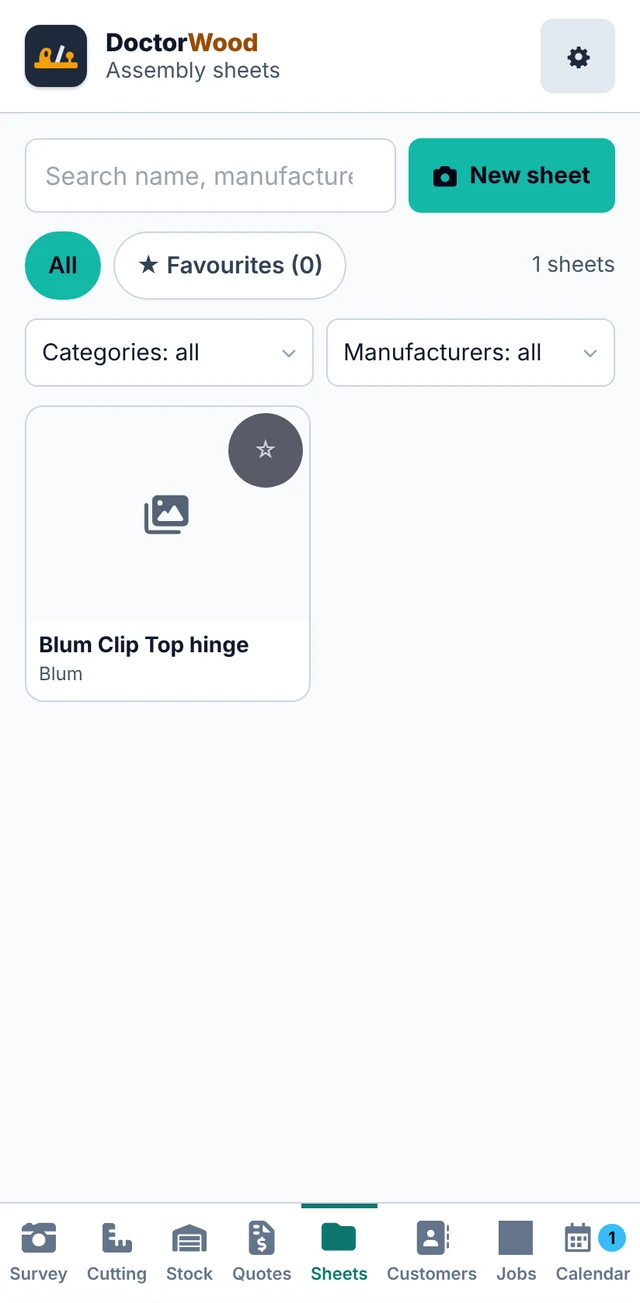 DoctorWood
Assembly sheets
Search name, manufacture
New sheet
All
★ Favourites (0)
1 sheets
Categories: all
Manufacturers: all
Blum Clip Top hinge
Blum
1
Survey
Cutting
Stock
Quotes
Sheets
Customers
Jobs
Calendar